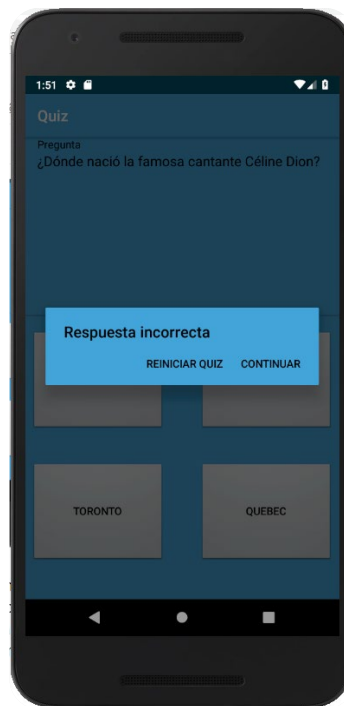 1:51
Quiz
Pregunta
¿Dónde nació la famosa cantante Céline Dion?
Respuesta incorrecta
REINICIAR QUIZ CONTINUAR
TORONTO QUEBEC